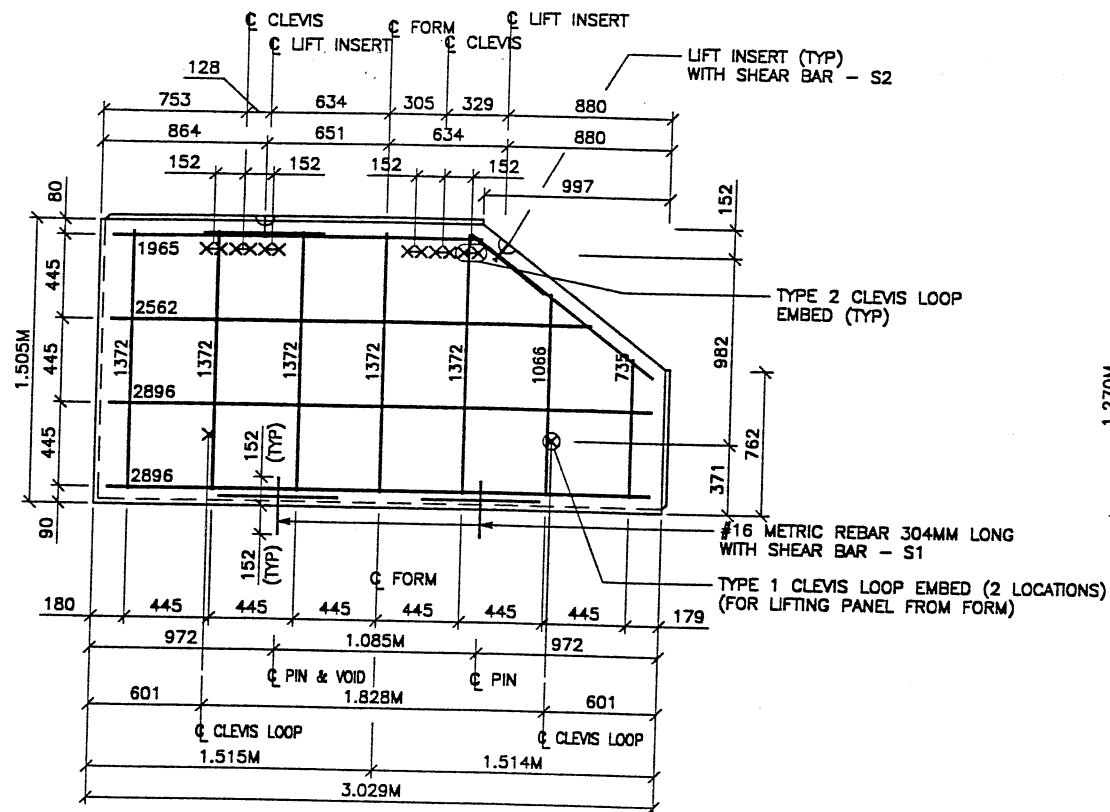 ℄ CLEVIS
℄ LIFT INSERT
℄ FORM
℄ CLEVIS
℄ LIFT INSERT
LIFT INSERT (TYP)
WITH SHEAR BAR – S2
128
753
634
305
329
880
864
651
634
880
152
152
152
152
997
80
152
1965
445
TYPE 2 CLEVIS LOOP
EMBED (TYP)
2562
1.505M
445
1372
1372
1372
1372
1372
1066
735
982
1.270M
2896
445
762
152
(TYP)
371
2896
90
#16 METRIC REBAR 304MM LONG
WITH SHEAR BAR – S1
152
(TYP)
℄ FORM
TYPE 1 CLEVIS LOOP EMBED (2 LOCATIONS)
(FOR LIFTING PANEL FROM FORM)
180
445
445
445
445
445
445
179
972
1.085M
972
℄ PIN & VOID
℄ PIN
601
1.828M
601
℄ CLEVIS LOOP
℄ CLEVIS LOOP
1.515M
1.514M
3.029M